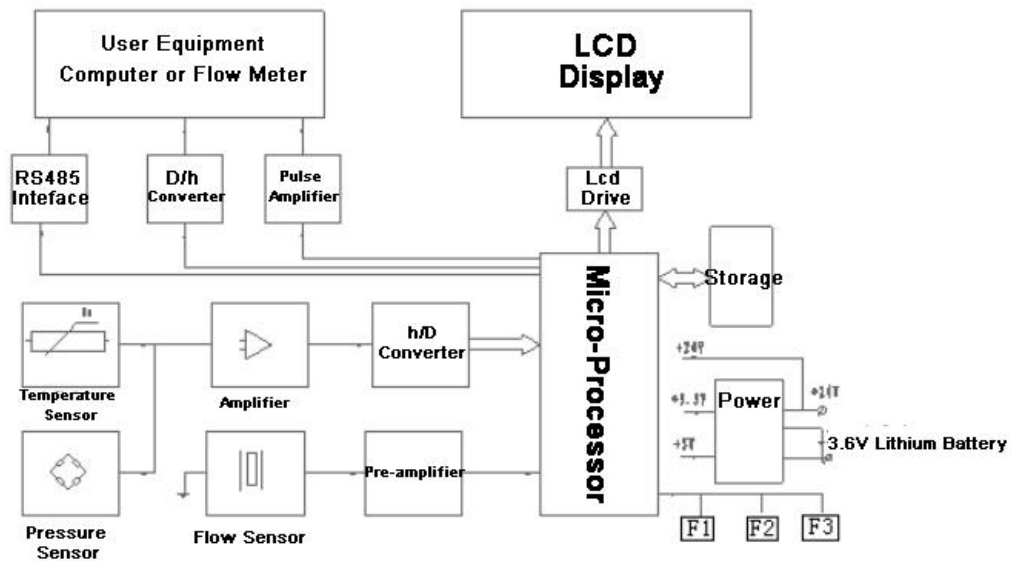 User Equipment
Computer or Flow Meter
LCD
Display
RS485
Inteface
D/h
Converter
Pulse
Amplifier
Lcd
Drive
Micro-Processor
Storage
h/D
Converter
Temperature
Sensor
Amplifier
+24V
Power
+5V
3.6V Lithium Battery
Pre-amplifier
Pressure
Sensor
Flow Sensor
F1
F2
F3